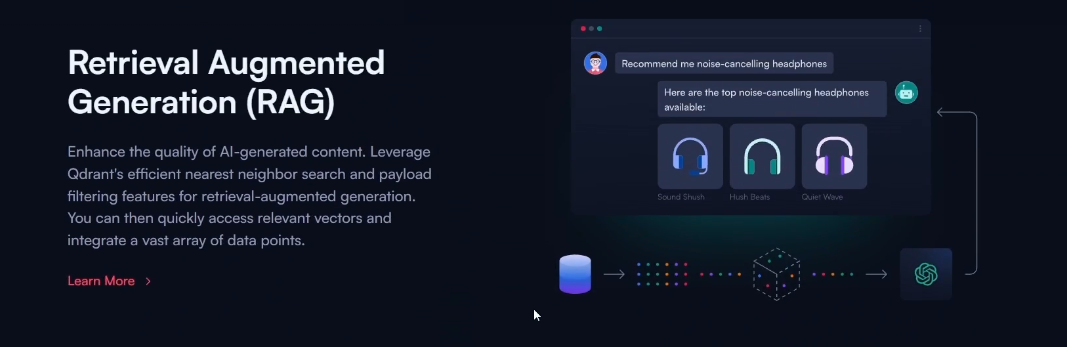 Retrieval Augmented
Generation (RAG)
Enhance the quality of AI-generated content. Leverage
Qdrant's efficient nearest neighbor search and payload
filtering features for retrieval-augmented generation.
You can then quickly access relevant vectors and
integrate a vast array of data points.
Learn More
Recommend me noise-cancelling headphones
Here are the top noise-cancelling headphones
available:
Sound Shush
Hush Beats
Quiet Wave